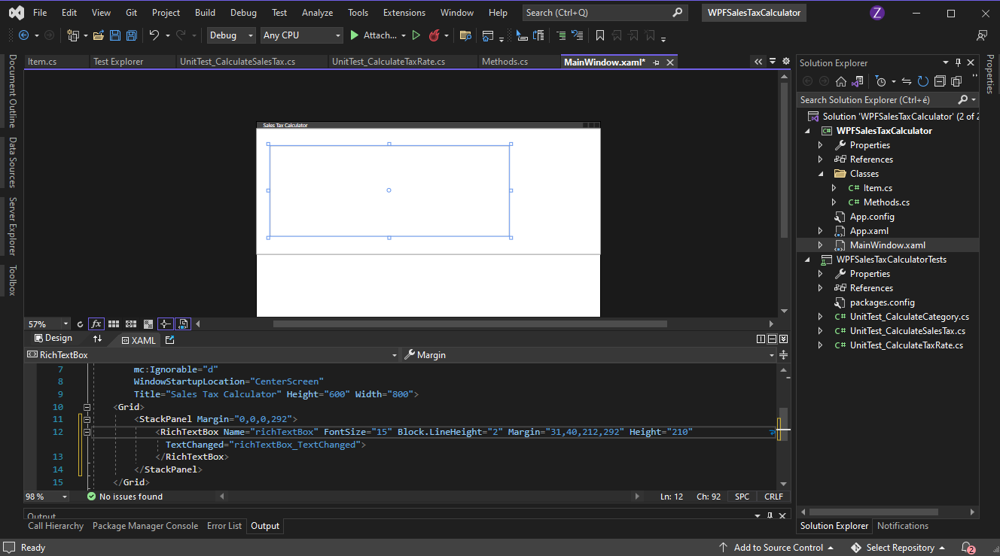 File Edit View Git Project Build Debug Test Analyze Tools Extensions Window Help Search (Ctrl+Q) WPFSalesTaxCalculator Z
Debug Any CPU Attach...
Item.cs Test Explorer UnitTest_CalculateSalesTax.cs UnitTest_CalculateTaxRate.cs Methods.cs MainWindow.xaml*
Document Outline
Data Sources
Server Explorer
Toolbox
Sales Tax Calculator
57% fx
Design XAML
RichTextBox Margin
7 mc:Ignorable="d"
8 WindowStartupLocation="CenterScreen"
9 Title="Sales Tax Calculator" Height="600" Width="800">
10 <Grid>
11 <StackPanel Margin="0,0,0,292">
12 <RichTextBox Name="richTextBox" FontSize="15" Block.LineHeight="2" Margin="31,40,212,292" Height="210"
TextChanged="richTextBox_TextChanged">
13 </RichTextBox>
14 </StackPanel>
15 </Grid>
98% No issues found Ln: 12 Ch: 92 SPC CRLF
Output
Call Hierarchy Package Manager Console Error List Output
Solution Explorer
Search Solution Explorer (Ctrl+é)
Solution 'WPFSalesTaxCalculator' (2 of 2
C# WPFSalesTaxCalculator
Properties
References
Classes
C# Item.cs
C# Methods.cs
App.config
App.xaml
MainWindow.xaml
WPFSalesTaxCalculatorTests
Properties
References
packages.config
C# UnitTest_CalculateCategory.cs
C# UnitTest_CalculateSalesTax.cs
C# UnitTest_CalculateTaxRate.cs
Solution Explorer Notifications
Properties
Ready Add to Source Control Select Repository 2